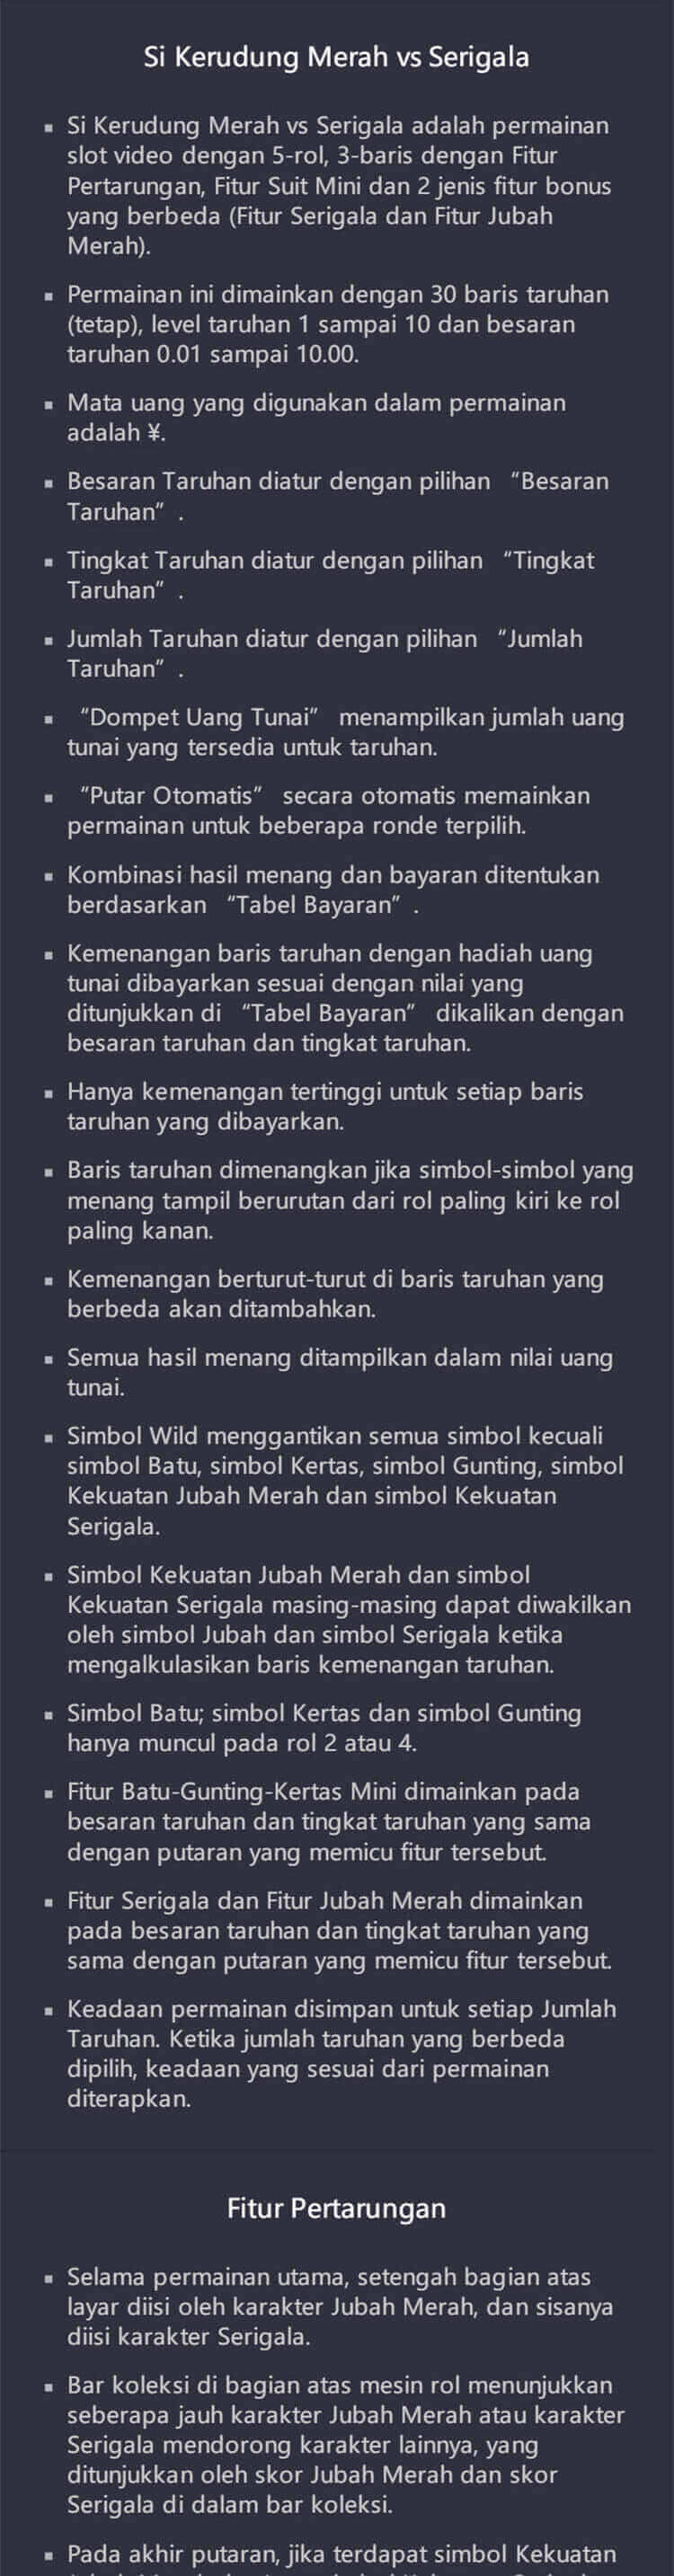 Si Kerudung Merah vs Serigala
▪ Si Kerudung Merah vs Serigala adalah permainan
slot video dengan 5-rol, 3-baris dengan Fitur
Pertarungan, Fitur Suit Mini dan 2 jenis fitur bonus
yang berbeda (Fitur Serigala dan Fitur Jubah
Merah).
▪ Permainan ini dimainkan dengan 30 baris taruhan
(tetap), level taruhan 1 sampai 10 dan besaran
taruhan 0.01 sampai 10.00.
▪ Mata uang yang digunakan dalam permainan
adalah ¥.
▪ Besaran Taruhan diatur dengan pilihan “Besaran
Taruhan” .
▪ Tingkat Taruhan diatur dengan pilihan “Tingkat
Taruhan” .
▪ Jumlah Taruhan diatur dengan pilihan “Jumlah
Taruhan” .
▪ “Dompet Uang Tunai” menampilkan jumlah uang
tunai yang tersedia untuk taruhan.
▪ “Putar Otomatis” secara otomatis memainkan
permainan untuk beberapa ronde terpilih.
▪ Kombinasi hasil menang dan bayaran ditentukan
berdasarkan “Tabel Bayaran” .
▪ Kemenangan baris taruhan dengan hadiah uang
tunai dibayarkan sesuai dengan nilai yang
ditunjukkan di “Tabel Bayaran” dikalikan dengan
besaran taruhan dan tingkat taruhan.
▪ Hanya kemenangan tertinggi untuk setiap baris
taruhan yang dibayarkan.
▪ Baris taruhan dimenangkan jika simbol-simbol yang
menang tampil berurutan dari rol paling kiri ke rol
paling kanan.
▪ Kemenangan berturut-turut di baris taruhan yang
berbeda akan ditambahkan.
▪ Semua hasil menang ditampilkan dalam nilai uang
tunai.
▪ Simbol Wild menggantikan semua simbol kecuali
simbol Batu, simbol Kertas, simbol Gunting, simbol
Kekuatan Jubah Merah dan simbol Kekuatan
Serigala.
▪ Simbol Kekuatan Jubah Merah dan simbol
Kekuatan Serigala masing-masing dapat diwakilkan
oleh simbol Jubah dan simbol Serigala ketika
mengalkulasikan baris kemenangan taruhan.
▪ Simbol Batu; simbol Kertas dan simbol Gunting
hanya muncul pada rol 2 atau 4.
▪ Fitur Batu-Gunting-Kertas Mini dimainkan pada
besaran taruhan dan tingkat taruhan yang sama
dengan putaran yang memicu fitur tersebut.
▪ Fitur Serigala dan Fitur Jubah Merah dimainkan
pada besaran taruhan dan tingkat taruhan yang
sama dengan putaran yang memicu fitur tersebut.
▪ Keadaan permainan disimpan untuk setiap Jumlah
Taruhan. Ketika jumlah taruhan yang berbeda
dipilih, keadaan yang sesuai dari permainan
diterapkan.
Fitur Pertarungan
▪ Selama permainan utama, setengah bagian atas
layar diisi oleh karakter Jubah Merah, dan sisanya
diisi karakter Serigala.
▪ Bar koleksi di bagian atas mesin rol menunjukkan
seberapa jauh karakter Jubah Merah atau karakter
Serigala mendorong karakter lainnya, yang
ditunjukkan oleh skor Jubah Merah dan skor
Serigala di dalam bar koleksi.
▪ Pada akhir putaran, jika terdapat simbol Kekuatan